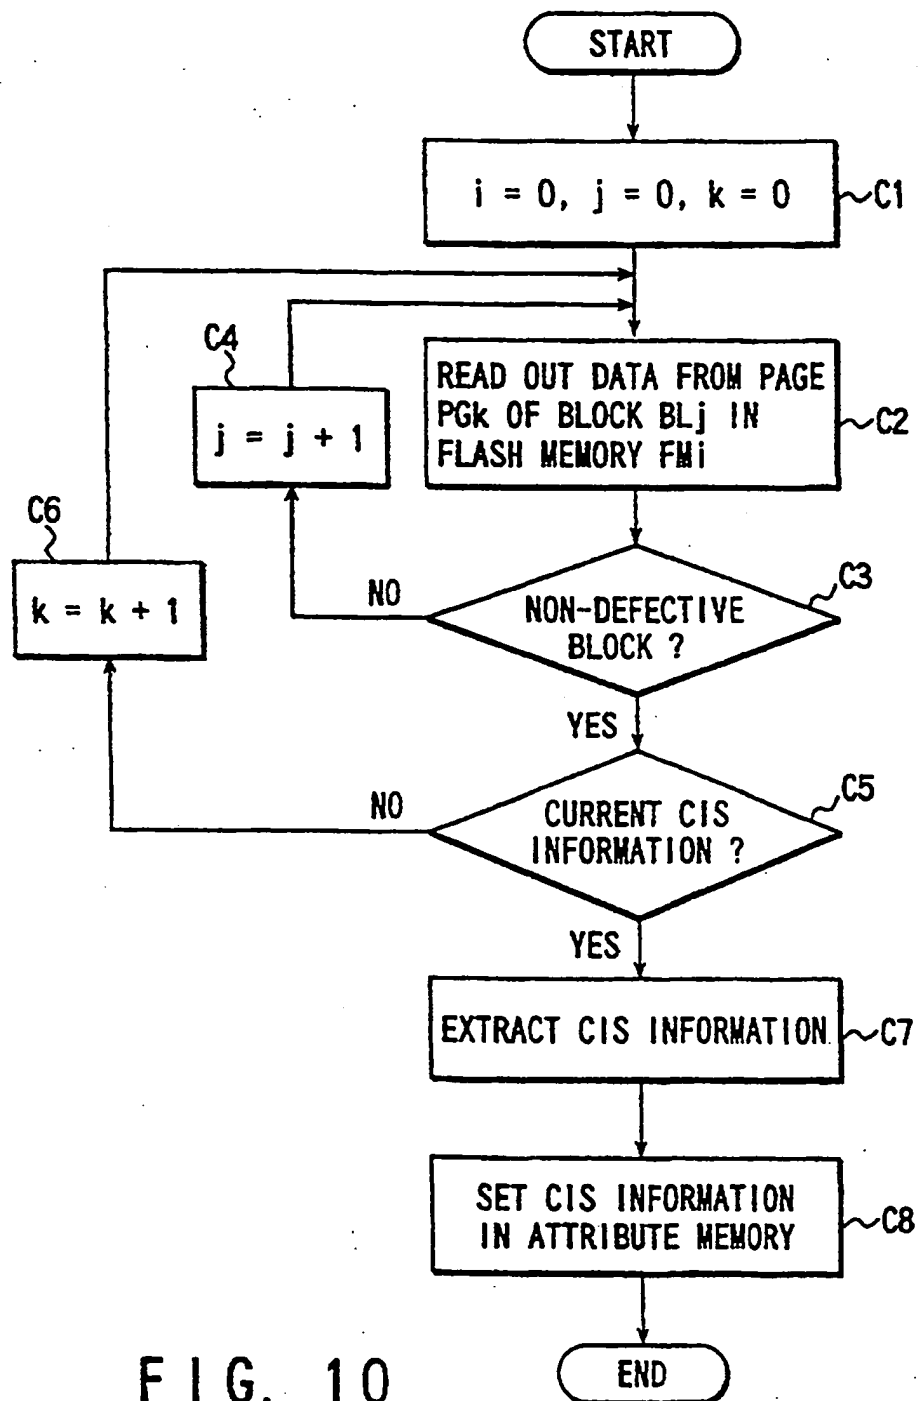 START
i = 0, j = 0, k = 0
C1
C4
j = j + 1
READ OUT DATA FROM PAGE
PGk OF BLOCK BLj IN
FLASH MEMORY FMi
C2
C6
k = k + 1
NO
NON-DEFECTIVE
BLOCK ?
C3
YES
NO
CURRENT CIS
INFORMATION ?
C5
YES
EXTRACT CIS INFORMATION
C7
SET CIS INFORMATION
IN ATTRIBUTE MEMORY
C8
END
FIG. 10